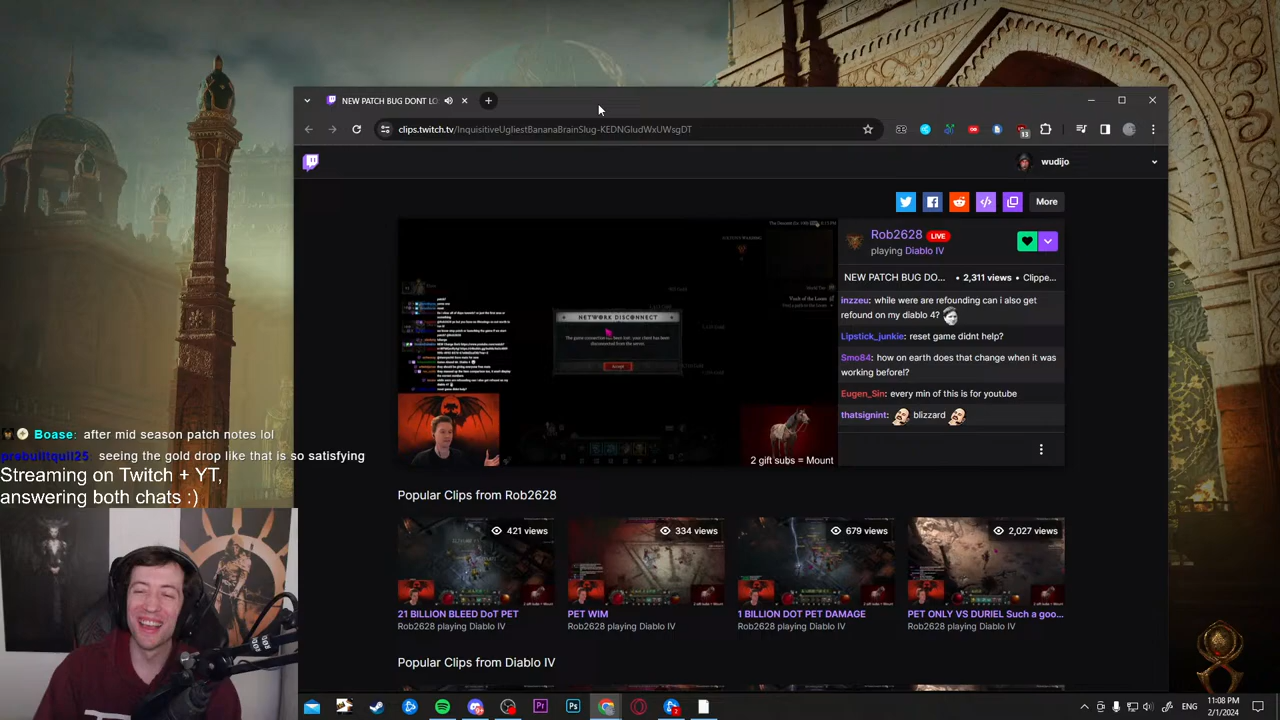 NEW PATCH BUG DONT LO
clips.twitch.tv/InquisitiveUgliestBananaBrainSlug-KEDNGludWxUWsgDT
13
wudijo
More
Rob2628 LIVE
playing Diablo IV
NEW PATCH BUG DO... • 2,311 views • Clippe...
inzzeu: while were are refounding can i also get
refound on my diablo 4?
Lipstick_junkie: reset game didnt help?
Smo84: how on earth does that change when it was
working before!?
Eugen_Sin: every min of this is for youtube
thatsignint: blizzard
NETWORK DISCONNECT
Accept
2 gift subs = Mount
Boase: after mid season patch notes lol
prebuiltquil25 seeing the gold drop like that is so satisfying
Streaming on Twitch + YT,
answering both chats :)
Popular Clips from Rob2628
421 views
334 views
679 views
2,027 views
21 BILLION BLEED DoT PET
Rob2628 playing Diablo IV
PET WIM
Rob2628 playing Diablo IV
1 BILLION DOT PET DAMAGE
Rob2628 playing Diablo IV
PET ONLY VS DURIEL Such a goo...
Rob2628 playing Diablo IV
Popular Clips from Diablo IV
Pr
Ps
ENG
11:08 PM
2/1/2024